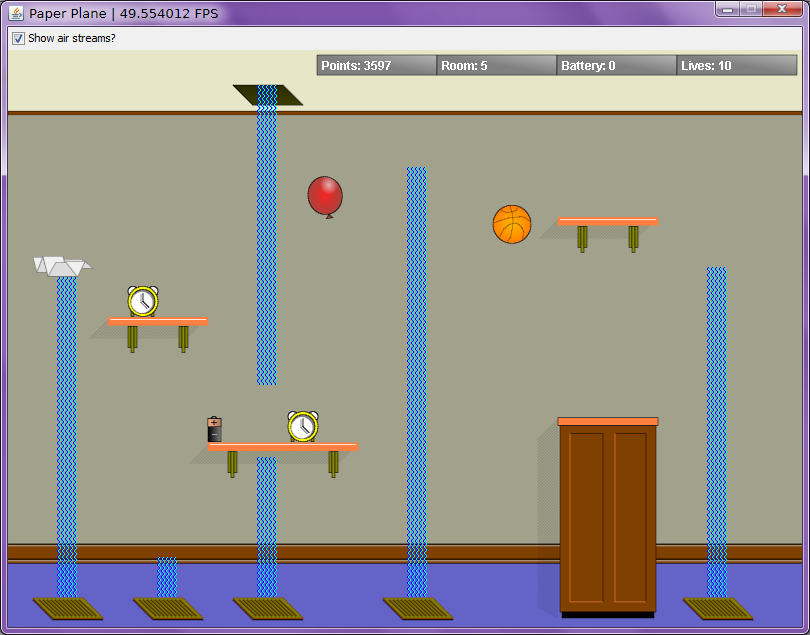 Paper Plane | 49.554012 FPS
Show air streams?
Points: 3597 Room: 5 Battery: 0 Lives: 10